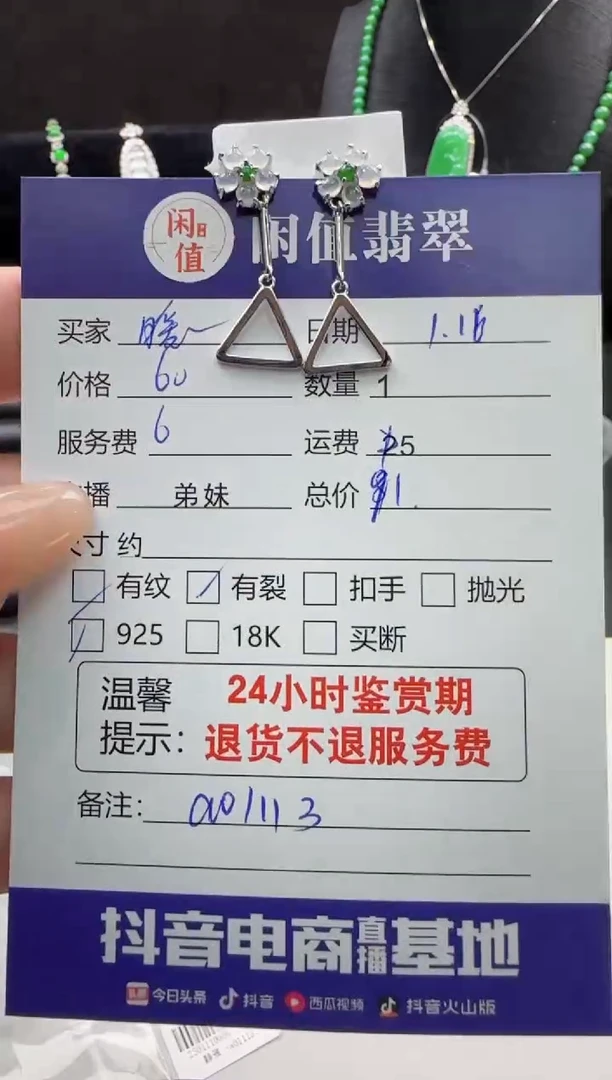 闲值
闲值翡翠
买家 日期 1.16
价格 60 数量 1
服务费 6 运费 25
播 弟妹 总价 91.
尺寸 约
有纹 有裂 扣手 抛光
925 18K 买断
温馨提示: 24小时鉴赏期
退货不退服务费
备注: 001113
抖音电商直播基地
今日头条 抖音 西瓜视频 抖音火山版